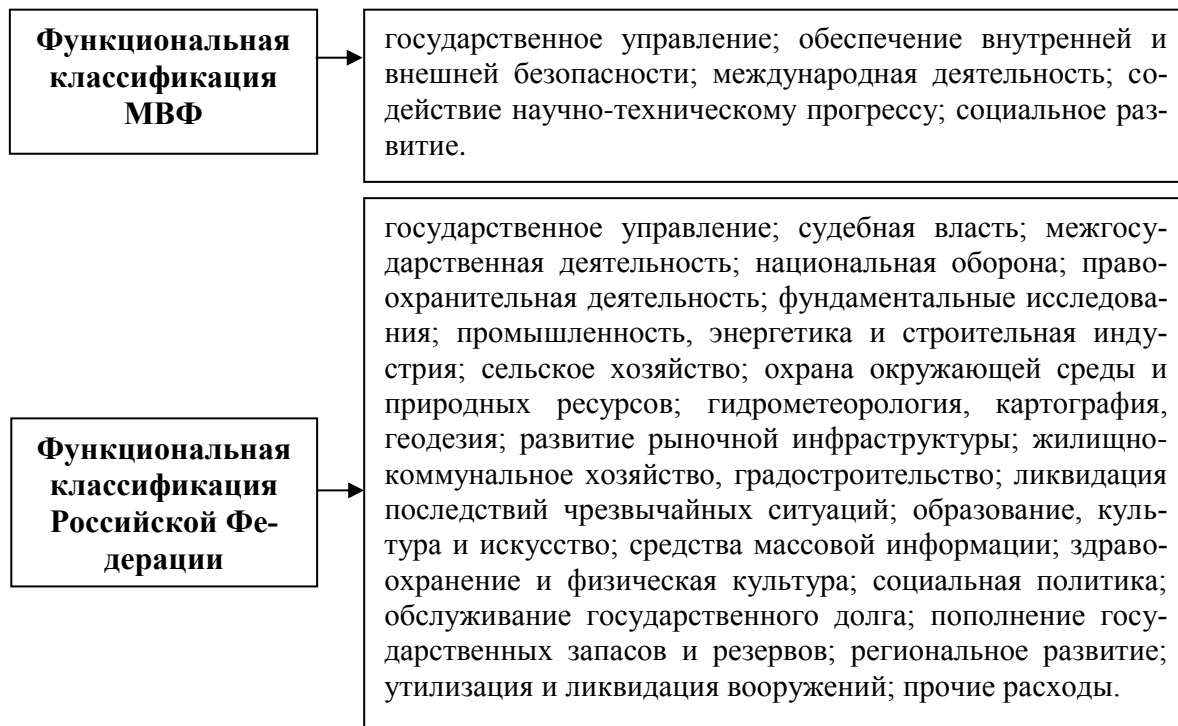 Функциональная
классификация
МВФ
государственное управление; обеспечение внутренней и
внешней безопасности; международная деятельность; со-
действие научно-техническому прогрессу; социальное раз-
витие.
Функциональная
классификация
Российской Фе-
дерации
государственное управление; судебная власть; межгосу-
дарственная деятельность; национальная оборона; право-
охранительная деятельность; фундаментальные исследова-
ния; промышленность, энергетика и строительная инду-
стрия; сельское хозяйство; охрана окружающей среды и
природных ресурсов; гидрометеорология, картография,
геодезия; развитие рыночной инфраструктуры; жилищно-
коммунальное хозяйство, градостроительство; ликвидация
последствий чрезвычайных ситуаций; образование, куль-
тура и искусство; средства массовой информации; здраво-
охранение и физическая культура; социальная политика;
обслуживание государственного долга; пополнение госу-
дарственных запасов и резервов; региональное развитие;
утилизация и ликвидация вооружений; прочие расходы.